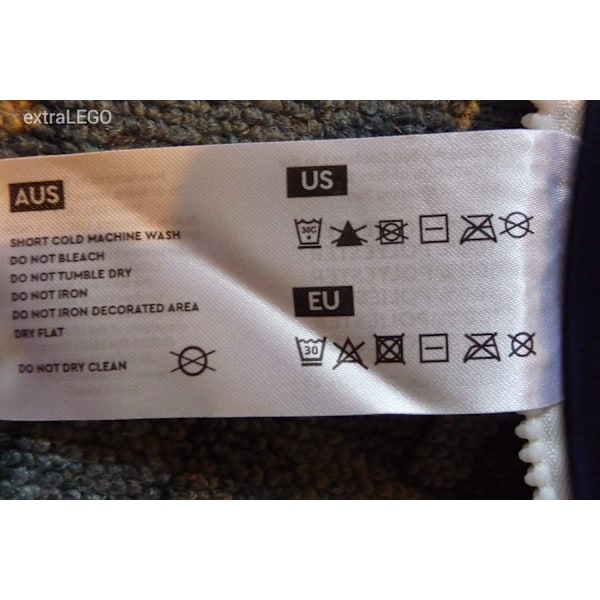 extraLEGO
AUS
SHORT COLD MACHINE WASH
DO NOT BLEACH
DO NOT TUMBLE DRY
DO NOT IRON
DO NOT IRON DECORATED AREA
DRY FLAT
DO NOT DRY CLEAN
US
30C
EU
30